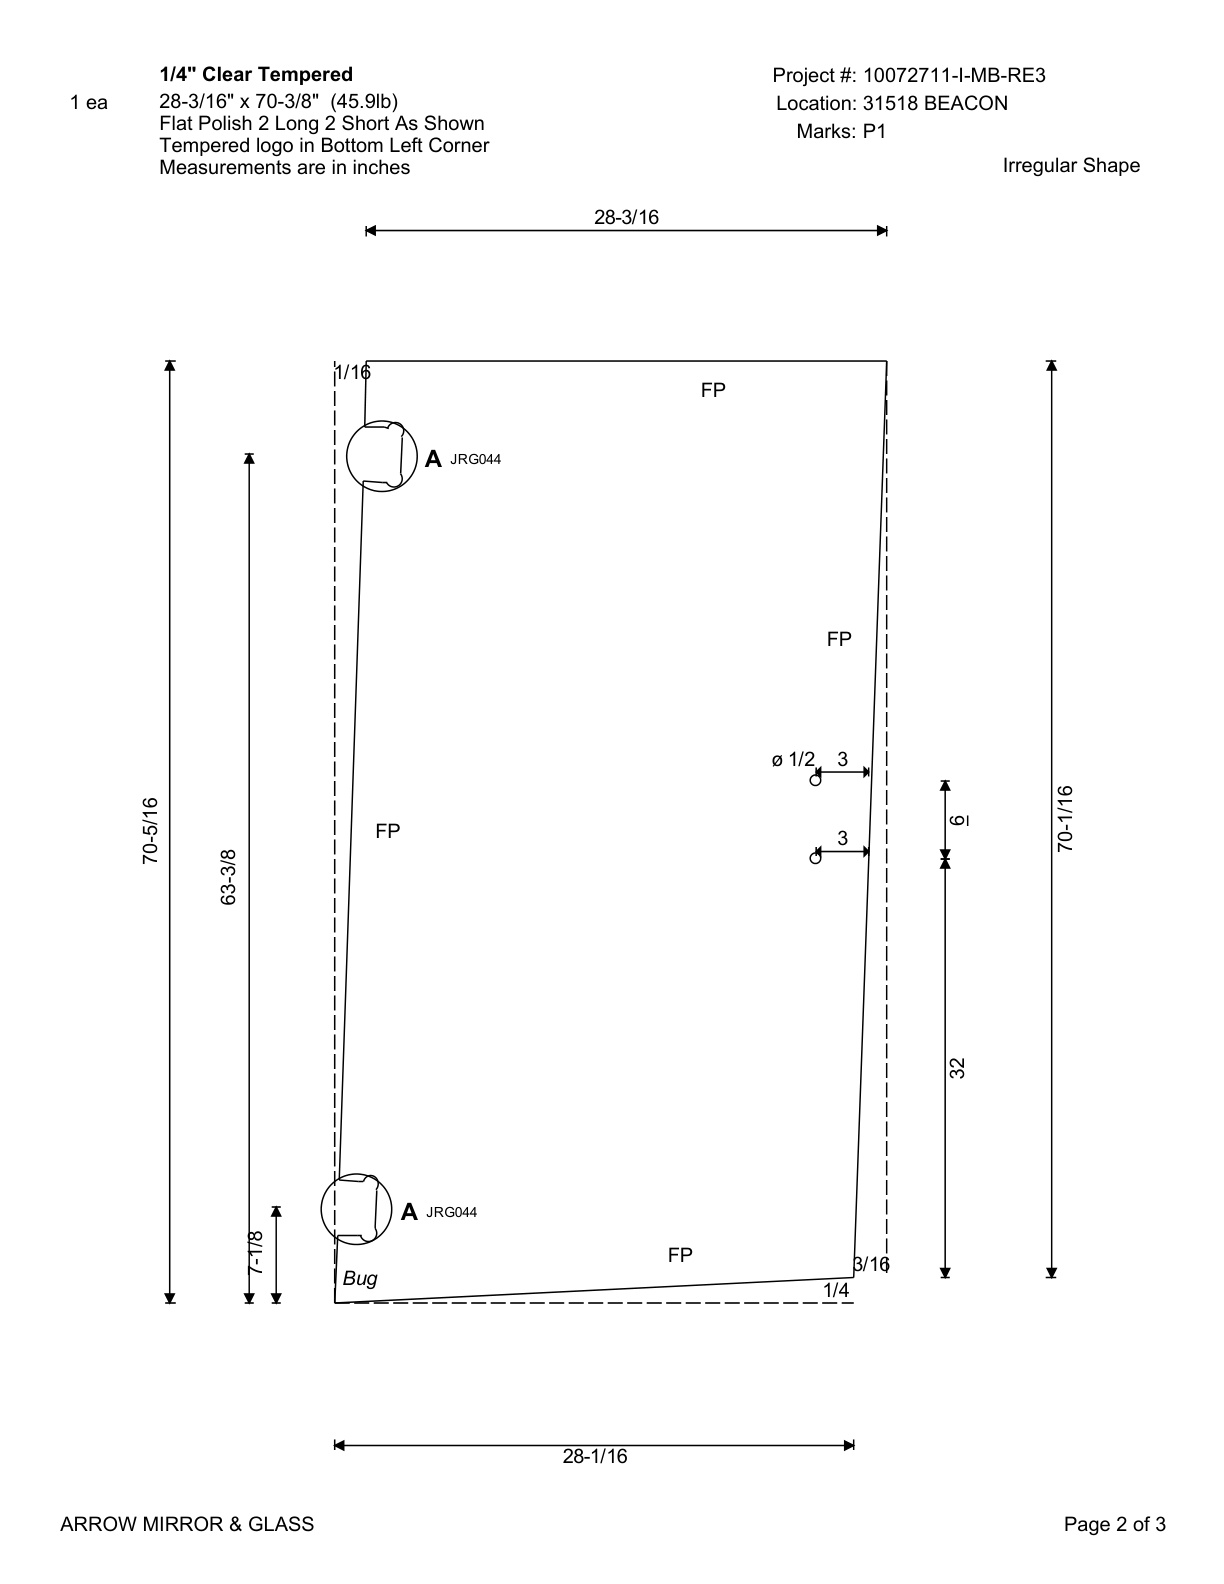 1/4" Clear Tempered
1 ea
28-3/16" x 70-3/8" (45.9lb)
Flat Polish 2 Long 2 Short As Shown
Tempered logo in Bottom Left Corner
Measurements are in inches
Project #: 10072711-I-MB-RE3
Location: 31518 BEACON
Marks: P1
Irregular Shape
28-3/16
1/16
FP
A JRG044
FP
ø 1/2
3
6
70-5/16
70-1/16
FP
3
63-3/8
32
A JRG044
7-1/8
FP
3/16
Bug
1/4
28-1/16
ARROW MIRROR & GLASS
Page 2 of 3